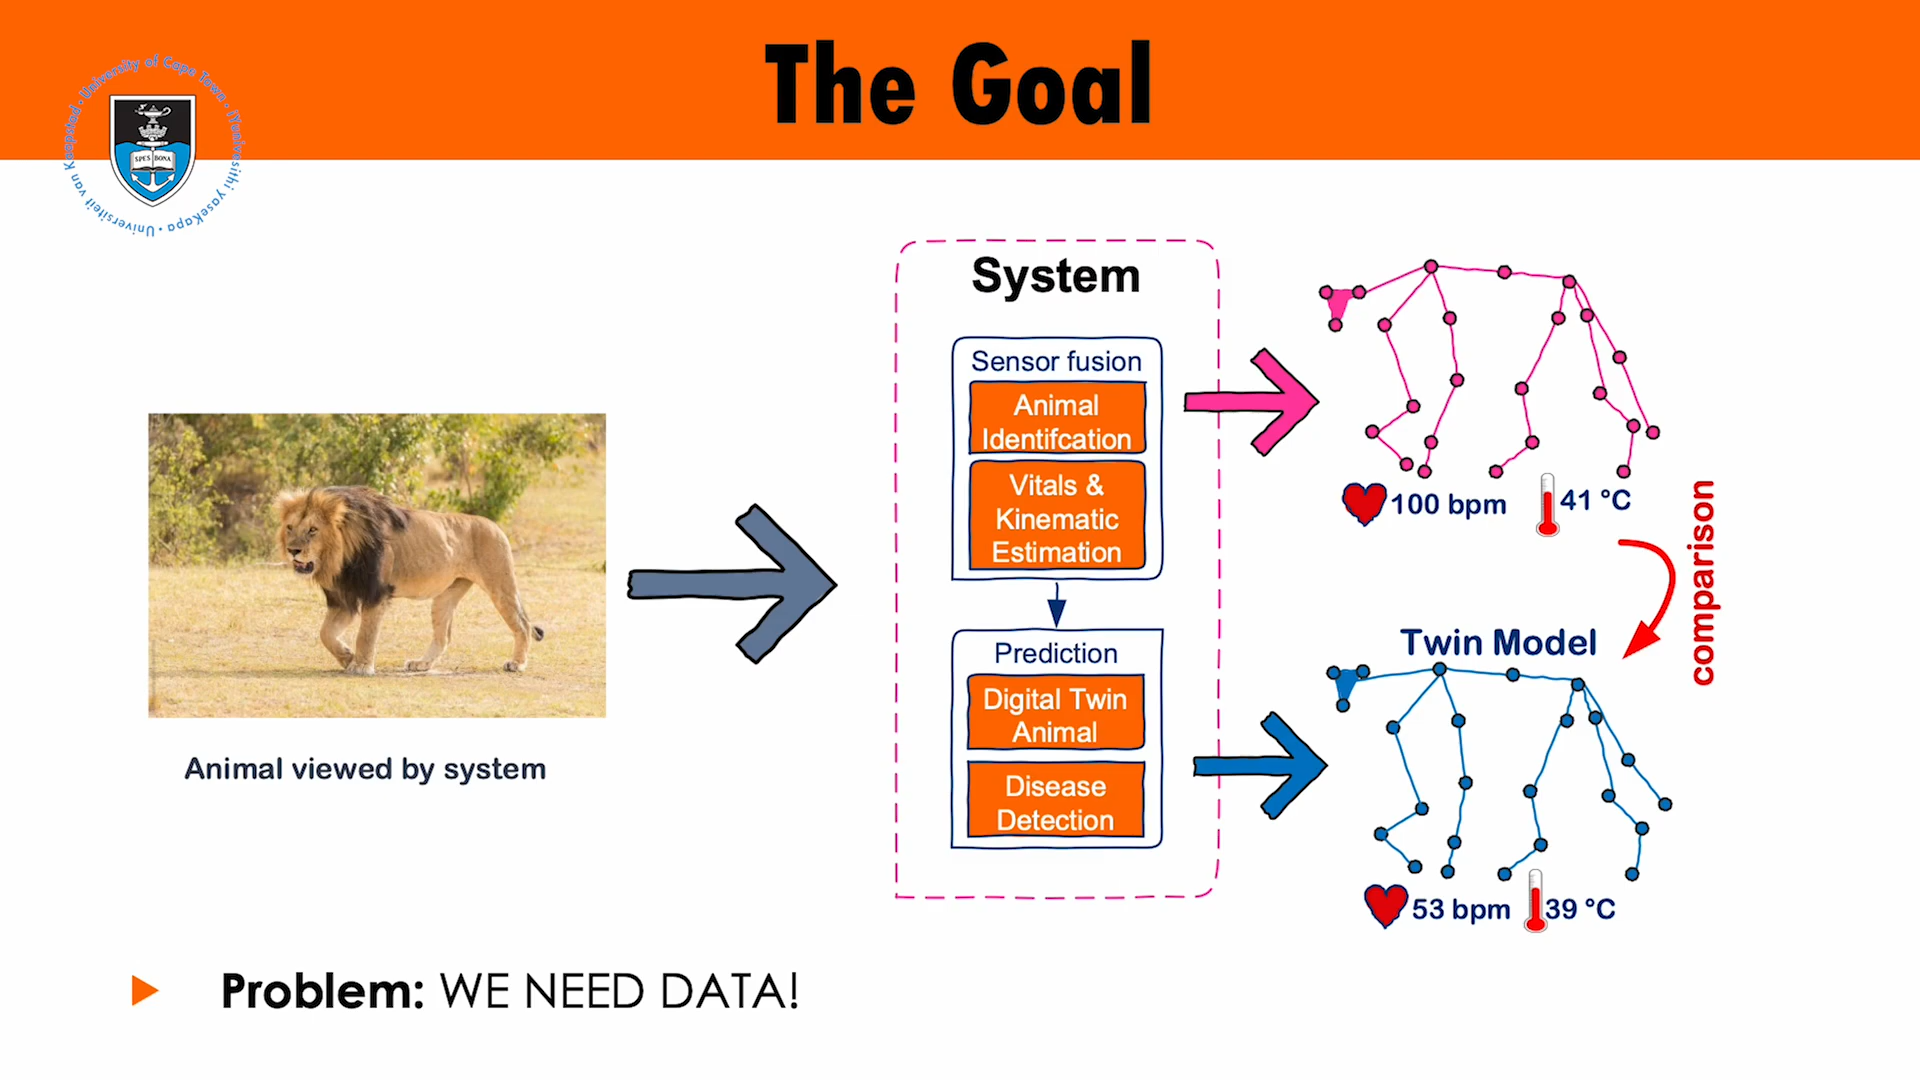 The Goal
University of Cape Town · iYunivesithi yaseKapa · Universiteit van Kaapstad ·
SPES BONA
System
Sensor fusion
Animal
Identifcation
Vitals &
Kinematic
Estimation
Prediction
Digital Twin
Animal
Disease
Detection
100 bpm
41 °C
comparison
Twin Model
53 bpm
39 °C
Animal viewed by system
Problem: WE NEED DATA!